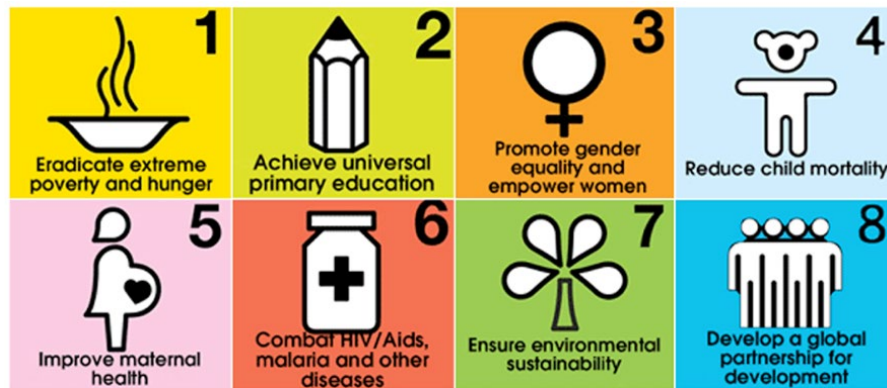 1
Eradicate extreme
poverty and hunger
2
Achieve universal
primary education
3
Promote gender
equality and
empower women
4
Reduce child mortality
5
Improve maternal
health
6
Combat HIV/Aids,
malaria and other
diseases
7
Ensure environmental
sustainability
8
Develop a global
partnership for
development